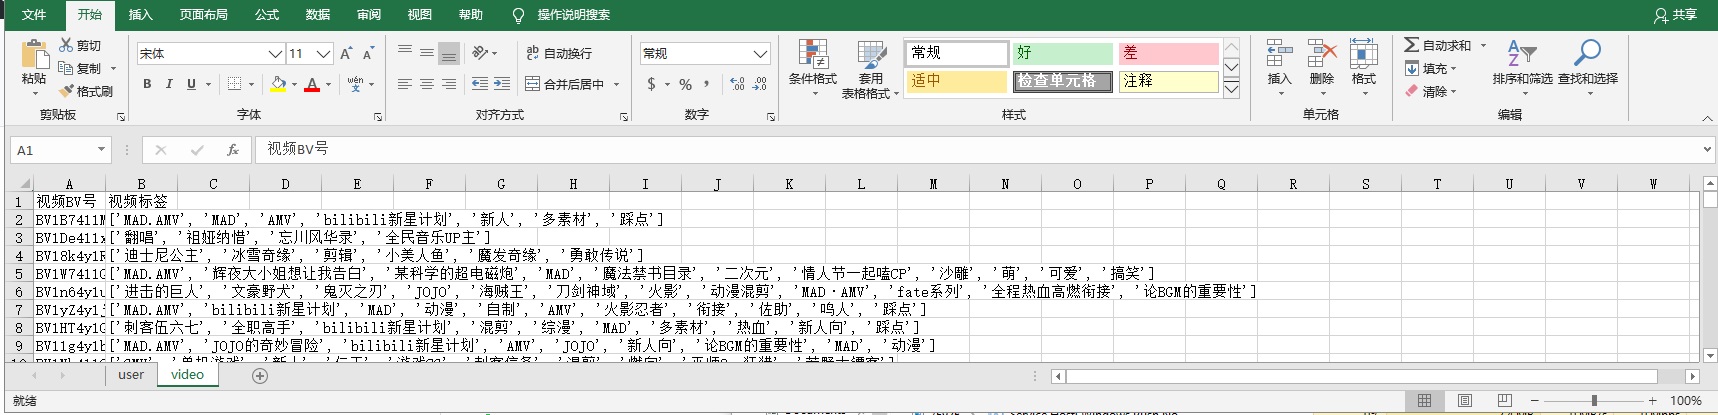 文件 开始 插入 页面布局 公式 数据 审阅 视图 帮助 操作说明搜索 共享
剪切
宋体 11 A A 自动换行 常规 常规 好 差 自动求和
粘贴 复制 条件格式 套用 插入 删除 格式 填充 排序和筛选 查找和选择
格式刷 B I U A wén 合并后居中 $ % , 表格格式 适中 检查单元格 注释 清除
剪贴板 字体 对齐方式 数字 样式 单元格 编辑
A1 fx 视频BV号
A B C D E F G H I J K L M N O P Q R S T U V W
1 视频BV号 视频标签
2 BV1B7411M ['MAD.AMV', 'MAD', 'AMV', 'bilibili新星计划', '新人', '多素材', '踩点']
3 BV1De411x ['翻唱', '祖娅纳惜', '忘川风华录', '全民音乐UP主']
4 BV18k4y1R ['迪士尼公主', '冰雪奇缘', '剪辑', '小美人鱼', '魔发奇缘', '勇敢传说']
5 BV1W7411G ['MAD.AMV', '辉夜大小姐想让我告白', '某科学的超电磁炮', 'MAD', '魔法禁书目录', '二次元', '情人节一起嗑CP', '沙雕', '萌', '可爱', '搞笑']
6 BV1n64y1u ['进击的巨人', '文豪野犬', '鬼灭之刃', 'JOJO', '海贼王', '刀剑神域', '火影', '动漫混剪', 'MAD·AMV', 'fate系列', '全程热血高燃衔接', '论BGM的重要性']
7 BV1yZ4y1j ['MAD.AMV', 'bilibili新星计划', 'MAD', '动漫', '自制', 'AMV', '火影忍者', '衔接', '佐助', '鸣人', '踩点']
8 BV1HT4y1G ['刺客伍六七', '全职高手', 'bilibili新星计划', '混剪', '综漫', 'MAD', '多素材', '热血', '新人向', '踩点']
9 BV11g4y1b ['MAD.AMV', 'JOJO的奇妙冒险', 'bilibili新星计划', 'AMV', 'JOJO', '新人向', '论BGM的重要性', 'MAD', '动漫']
user video
就绪 100%